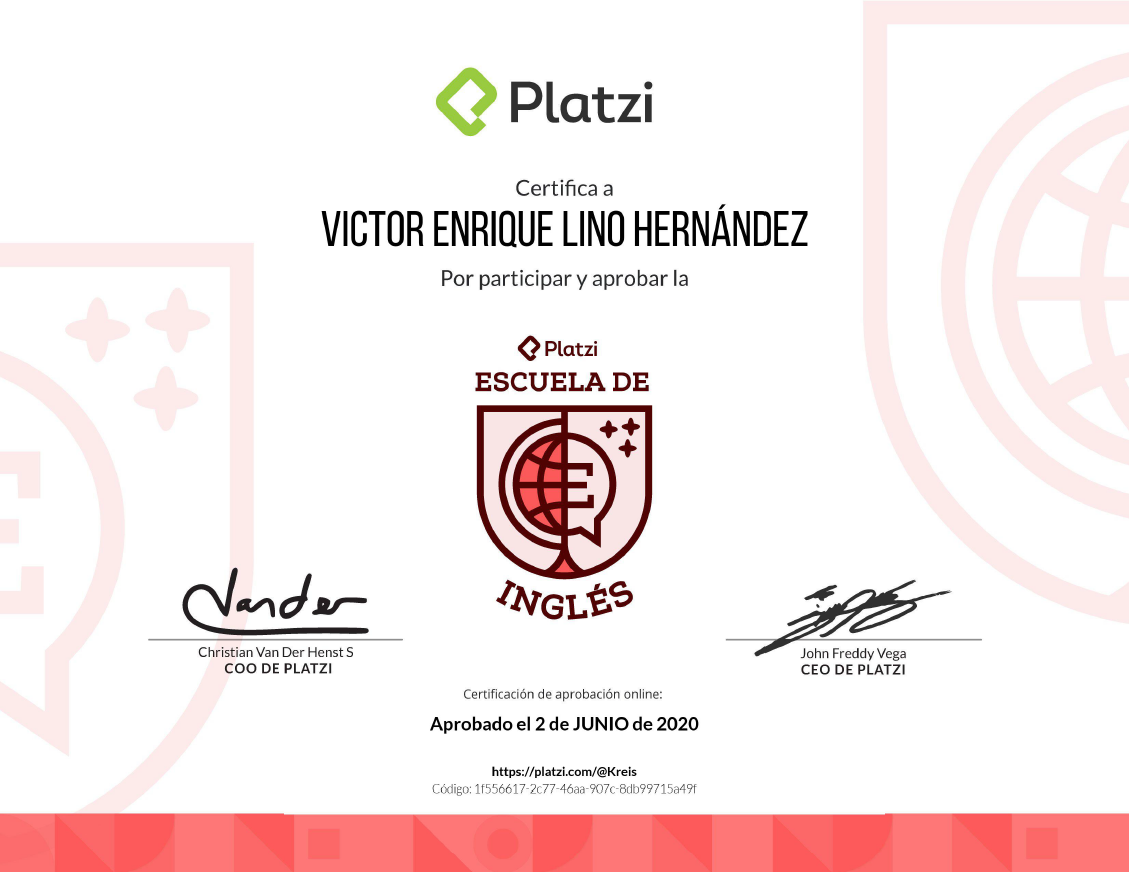 Platzi
Certifica a
VICTOR ENRIQUE LINO HERNÁNDEZ
Por participar y aprobar la
Platzi
ESCUELA DE
E
INGLÉS
Vander
Christian Van Der Henst S
COO DE PLATZI
John Freddy Vega
CEO DE PLATZI
Certificación de aprobación online:
Aprobado el 2 de JUNIO de 2020
https://platzi.com/@Kreis
Código: 1f556617-2c77-46aa-907c-8db99715a49f